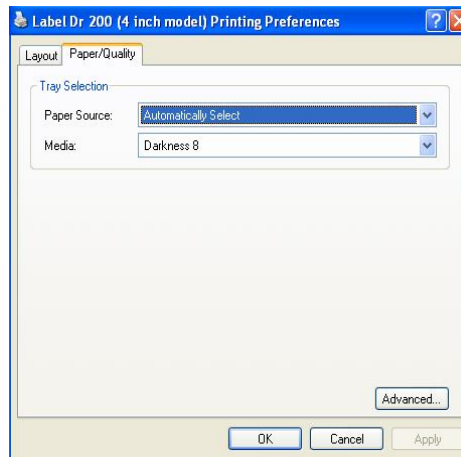 Label Dr 200 (4 inch model) Printing Preferences
Layout Paper/Quality
Tray Selection
Paper Source: Automatically Select
Media: Darkness 8
Advanced...
OK Cancel Apply